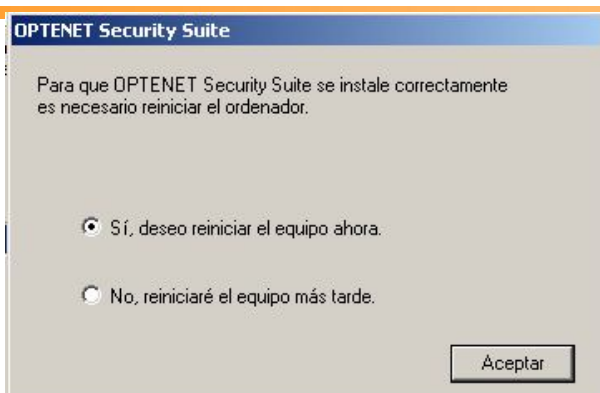 OPTENET Security Suite
Para que OPTENET Security Suite se instale correctamente
es necesario reiniciar el ordenador.
Sí, deseo reiniciar el equipo ahora.
No, reiniciaré el equipo más tarde.
Aceptar